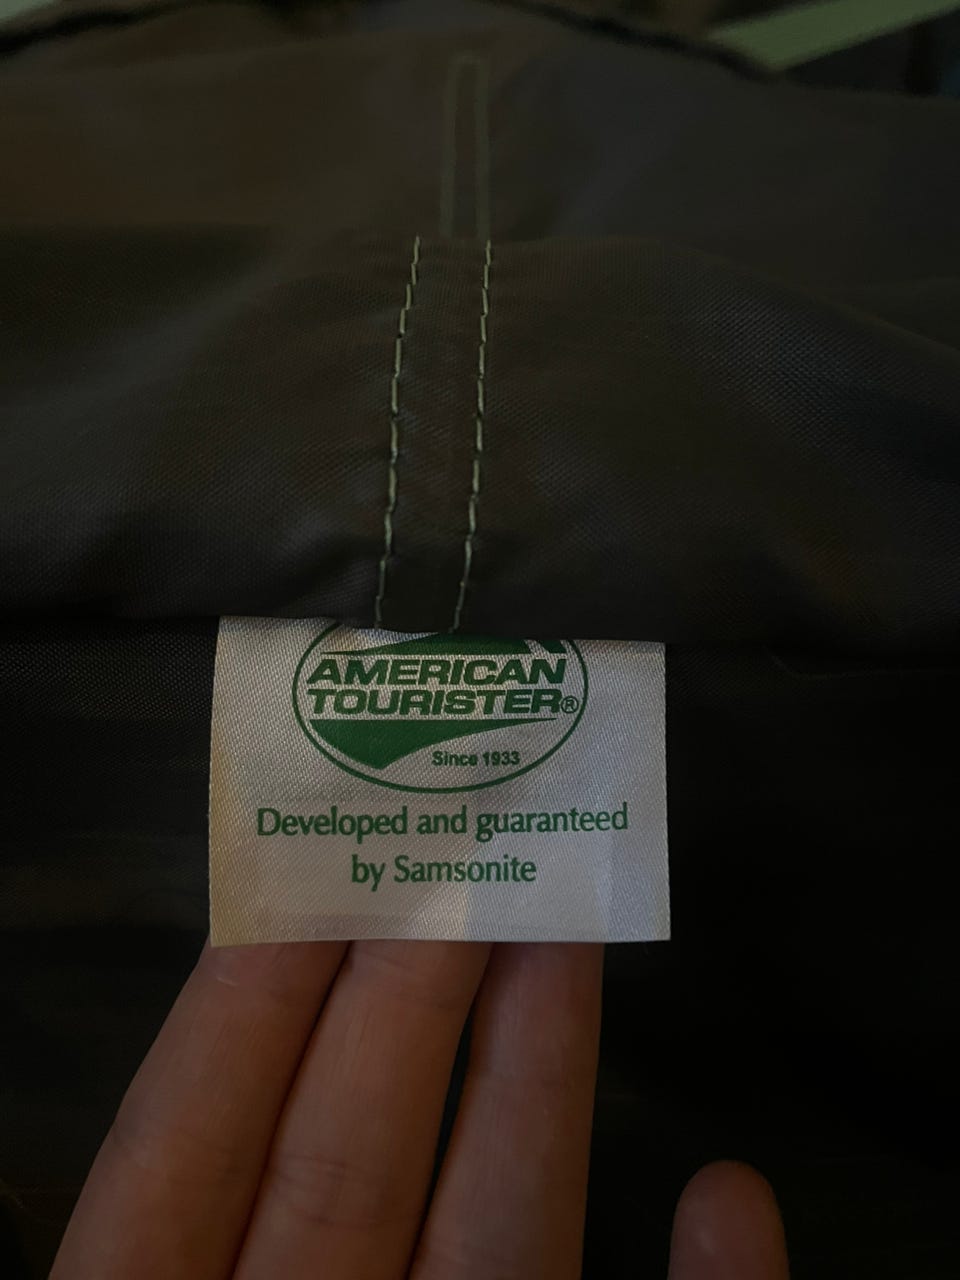 AMERICAN
TOURISTER®
Since 1933
Developed and guaranteed
by Samsonite